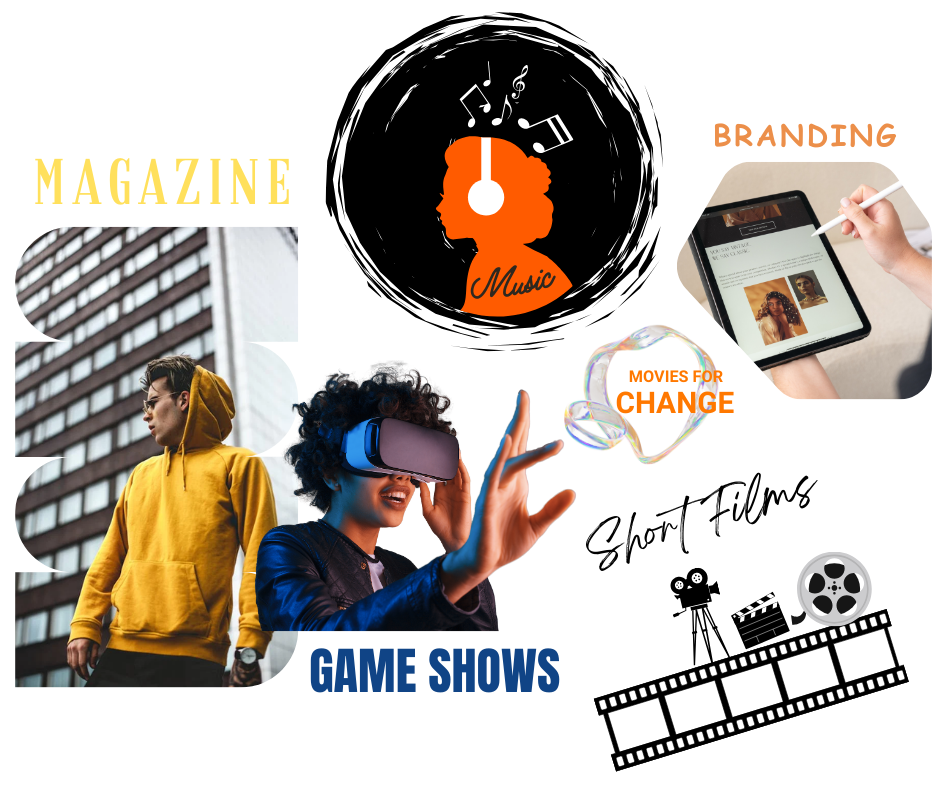 MAGAZINE
Music
BRANDING
MOVIES FOR
CHANGE
Short Films
GAME SHOWS